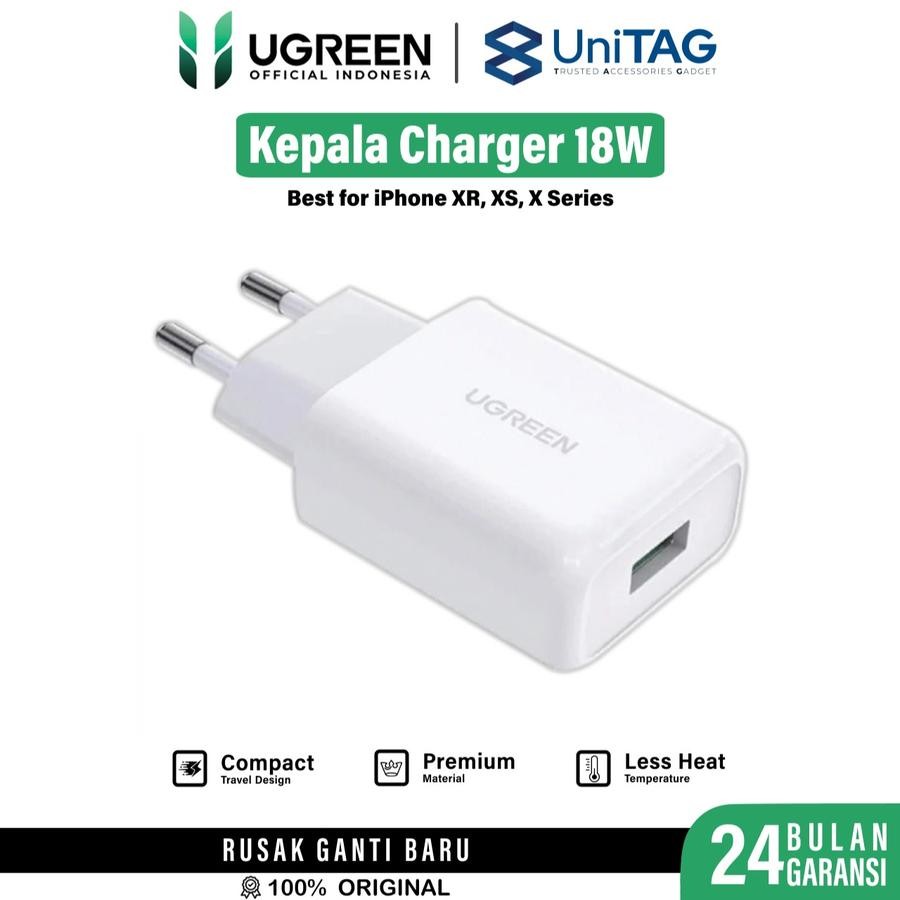 UGREEN
OFFICIAL INDONESIA
UniTAG
TRUSTED ACCESSORIES GADGET
Kepala Charger 18W
Best for iPhone XR, XS, X Series
UGREEN
Compact
Travel Design
Premium
Material
Less Heat
Temperature
RUSAK GANTI BARU
100% ORIGINAL
24 BULAN
GARANSI